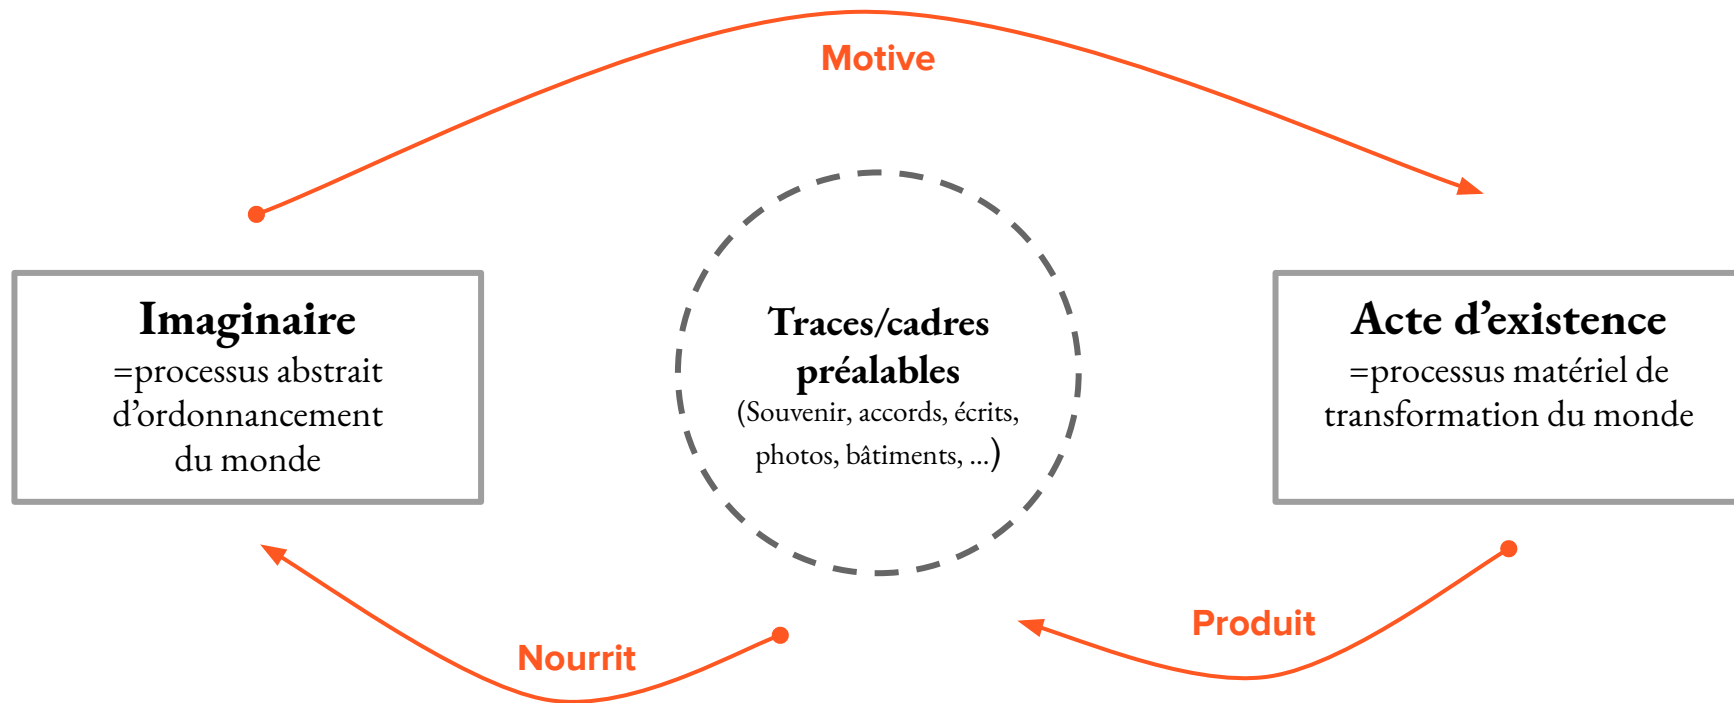 Motive
Imaginaire
=processus abstrait
d’ordonnancement
du monde
Traces/cadres
préalables
(Souvenir, accords, écrits,
photos, bâtiments, ...)
Acte d’existence
=processus matériel de
transformation du monde
Nourrit
Produit